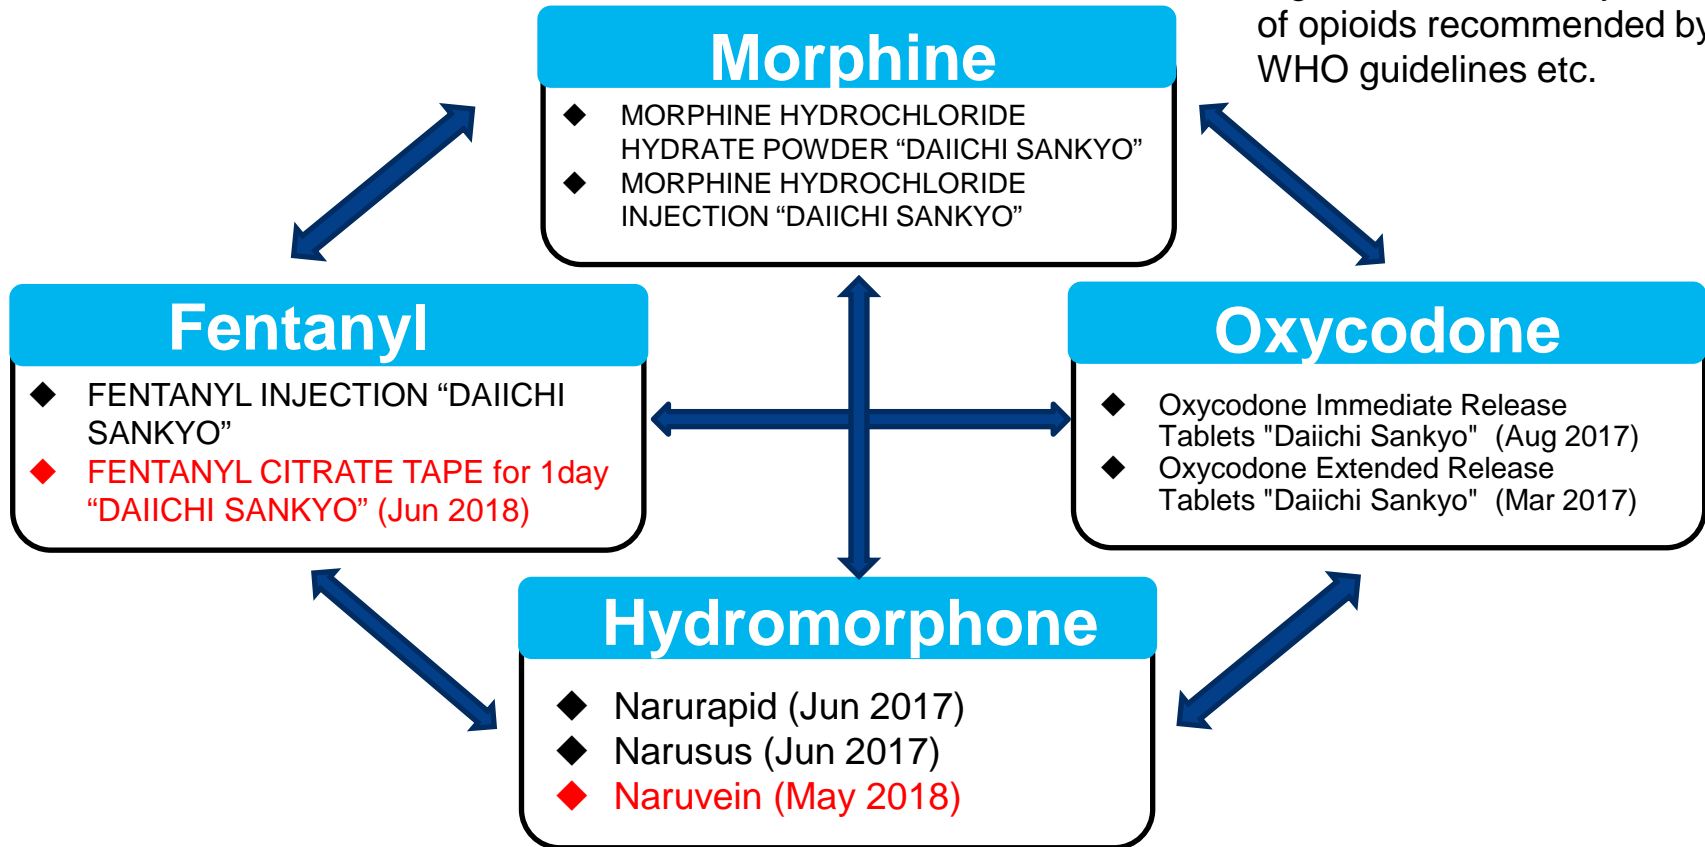 of opioids recommended by
WHO guidelines etc.
Morphine
◆ MORPHINE HYDROCHLORIDE
HYDRATE POWDER “DAIICHI SANKYO”
◆ MORPHINE HYDROCHLORIDE
INJECTION “DAIICHI SANKYO”
Fentanyl
◆ FENTANYL INJECTION “DAIICHI
SANKYO”
◆ FENTANYL CITRATE TAPE for 1day
“DAIICHI SANKYO” (Jun 2018)
Oxycodone
◆ Oxycodone Immediate Release
Tablets "Daiichi Sankyo" (Aug 2017)
◆ Oxycodone Extended Release
Tablets "Daiichi Sankyo" (Mar 2017)
Hydromorphone
◆ Narurapid (Jun 2017)
◆ Narusus (Jun 2017)
◆ Naruvein (May 2018)